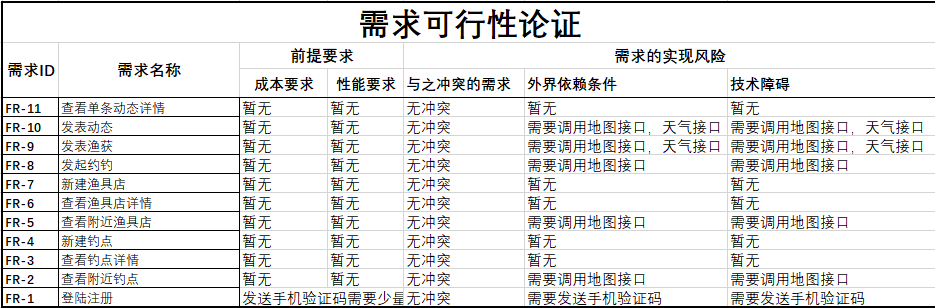 需求可行性论证
需求ID 需求名称 前提要求 需求的实现风险
成本要求 性能要求 与之冲突的需求 外界依赖条件 技术障碍
FR-11 查看单条动态详情 暂无 暂无 无冲突 暂无 暂无
FR-10 发表动态 暂无 暂无 无冲突 需要调用地图接口，天气接口 需要调用地图接口，天气接口
FR-9 发表渔获 暂无 暂无 无冲突 需要调用地图接口，天气接口 需要调用地图接口，天气接口
FR-8 发起约钓 暂无 暂无 无冲突 需要调用地图接口 需要调用地图接口
FR-7 新建渔具店 暂无 暂无 无冲突 暂无 暂无
FR-6 查看渔具店详情 暂无 暂无 无冲突 暂无 暂无
FR-5 查看附近渔具店 暂无 暂无 无冲突 需要调用地图接口 需要调用地图接口
FR-4 新建钓点 暂无 暂无 无冲突 暂无 暂无
FR-3 查看钓点详情 暂无 暂无 无冲突 暂无 暂无
FR-2 查看附近钓点 暂无 暂无 无冲突 需要调用地图接口 需要调用地图接口
FR-1 登陆注册 发送手机验证码需要少量 无冲突 需要发送手机验证码 需要发送手机验证码